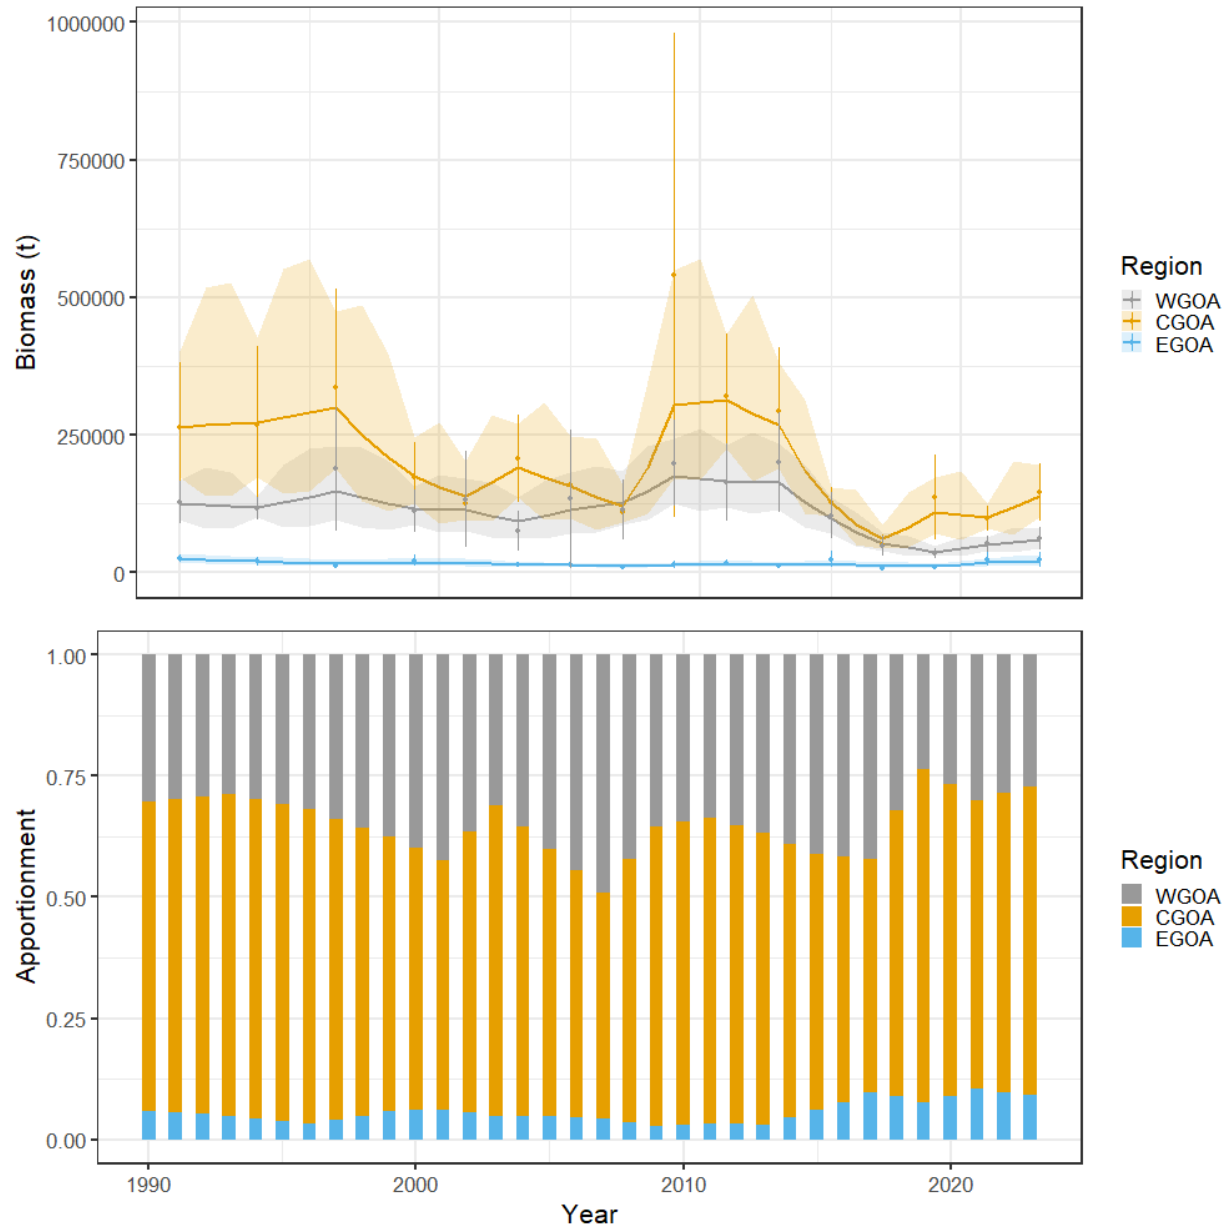 1000000
750000
500000
250000
0
Biomass (t)
Region
WGOA
CGOA
EGOA
1.00
0.75
0.50
0.25
0.00
Apportionment
Region
WGOA
CGOA
EGOA
1990 2000 2010 2020
Year